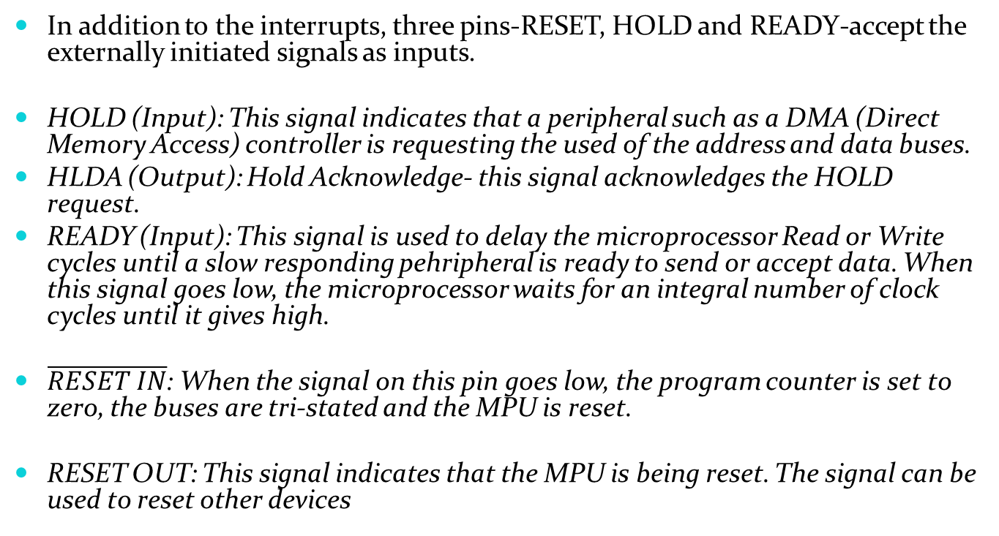 • In addition to the interrupts, three pins-RESET, HOLD and READY-accept the
externally initiated signals as inputs.
• HOLD (Input): This signal indicates that a peripheral such as a DMA (Direct
Memory Access) controller is requesting the used of the address and data buses.
• HLDA (Output): Hold Acknowledge- this signal acknowledges the HOLD
request.
• READY (Input): This signal is used to delay the microprocessor Read or Write
cycles until a slow responding pehripheral is ready to send or accept data. When
this signal goes low, the microprocessor waits for an integral number of clock
cycles until it gives high.
• R̅E̅S̅E̅T̅ ̅I̅N̅: When the signal on this pin goes low, the program counter is set to
zero, the buses are tri-stated and the MPU is reset.
• RESET OUT: This signal indicates that the MPU is being reset. The signal can be
used to reset other devices